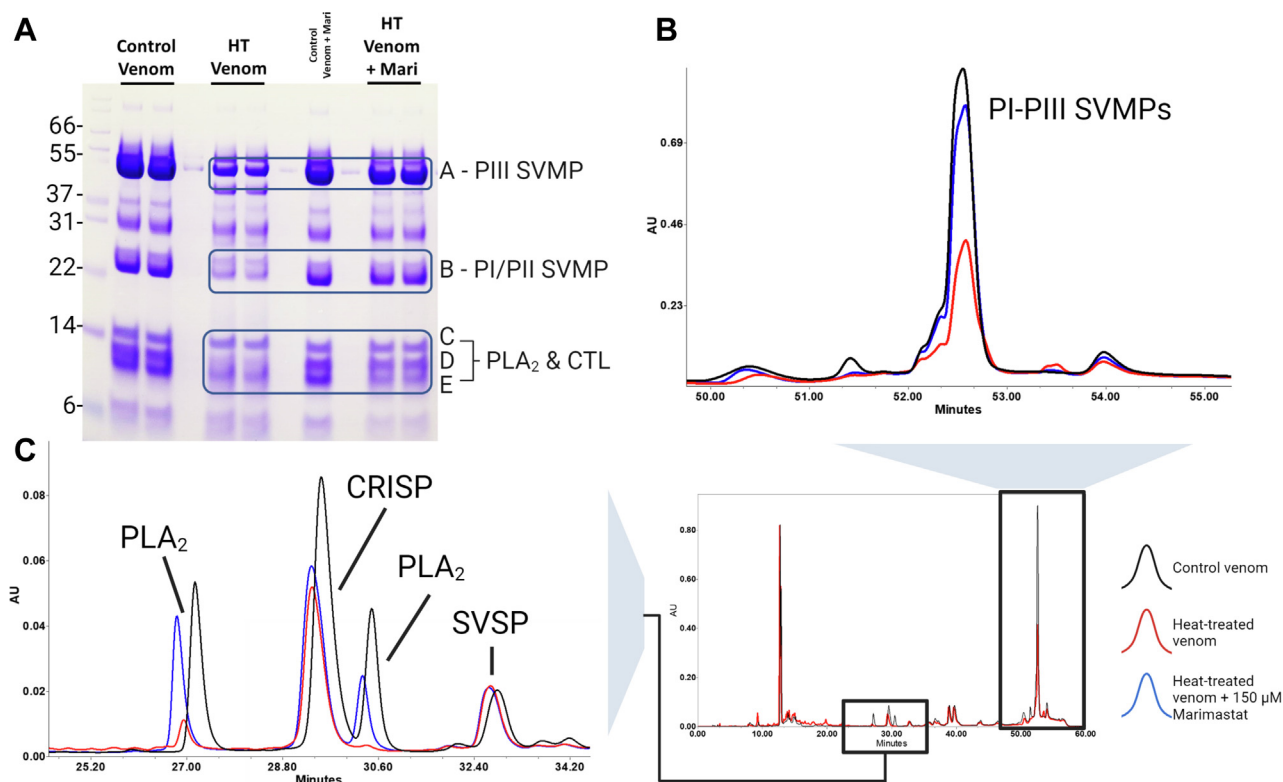 A
Control
Venom
HT
Venom
Control
Venom + Mari
HT
Venom
+ Mari
66-
55-
37-
31-
22-
14-
6-
A - PIII SVMP
B - PI/PII SVMP
C
D
E
PLA₂ & CTL
B
PI-PIII SVMPs
0.69
0.46
0.23
AU
50.00 51.00 52.00 53.00 54.00 55.00
Minutes
C
PLA₂
CRISP
PLA₂
SVSP
0.08
0.06
0.04
0.02
0.00
AU
25.20 27.00 28.80 30.60 32.40 34.20
Minutes
0.80
0.60
0.40
0.20
0.00
AU
0.00 10.00 20.00 30.00 40.00 50.00 60.00
Minutes
Control venom
Heat-treated
venom
Heat-treated
venom + 150 µM
Marimastat